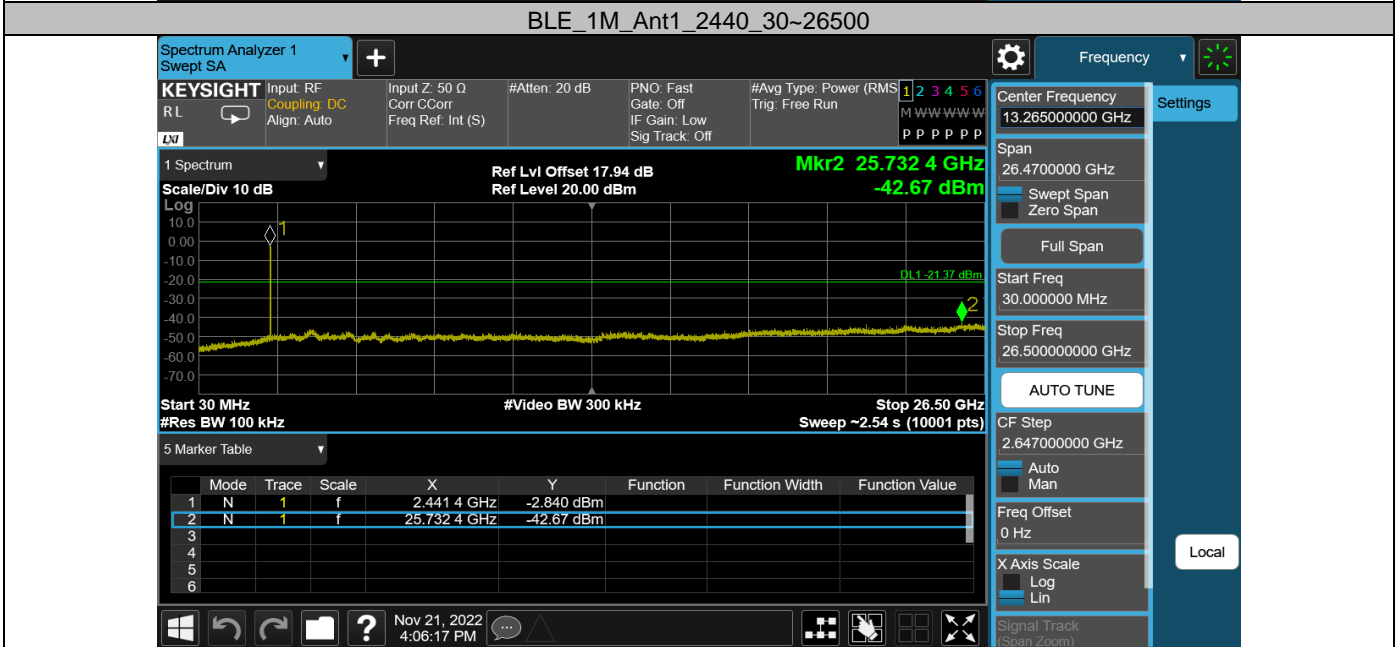 BLE_1M_Ant1_2440_30~26500
Spectrum Analyzer 1
Swept SA
Frequency
KEYSIGHT
RL
LXI
Input: RF
Coupling: DC
Align: Auto
Input Z: 50 Ω
Corr CCorr
Freq Ref: Int (S)
#Atten: 20 dB
PNO: Fast
Gate: Off
IF Gain: Low
Sig Track: Off
#Avg Type: Power (RMS
Trig: Free Run
1 2 3 4 5 6
M W W W W W
P P P P P P
1 Spectrum
Scale/Div 10 dB
Ref Lvl Offset 17.94 dB
Ref Level 20.00 dBm
Mkr2 25.732 4 GHz
-42.67 dBm
Log
10.0
0.00
-10.0
-20.0
-30.0
-40.0
-50.0
-60.0
-70.0
1
DL1 -21.37 dBm
2
Start 30 MHz
#Video BW 300 kHz
Stop 26.50 GHz
#Res BW 100 kHz
Sweep ~2.54 s (10001 pts)
5 Marker Table
Mode Trace Scale X Y Function Function Width Function Value
1 N 1 f 2.441 4 GHz -2.840 dBm
2 N 1 f 25.732 4 GHz -42.67 dBm
3
4
5
6
Nov 21, 2022
4:06:17 PM
Center Frequency
13.265000000 GHz
Settings
Span
26.4700000 GHz
Swept Span
Zero Span
Full Span
Start Freq
30.000000 MHz
Stop Freq
26.500000000 GHz
AUTO TUNE
CF Step
2.647000000 GHz
Auto
Man
Freq Offset
0 Hz
Local
X Axis Scale
Log
Lin
Signal Track
(Span Zoom)